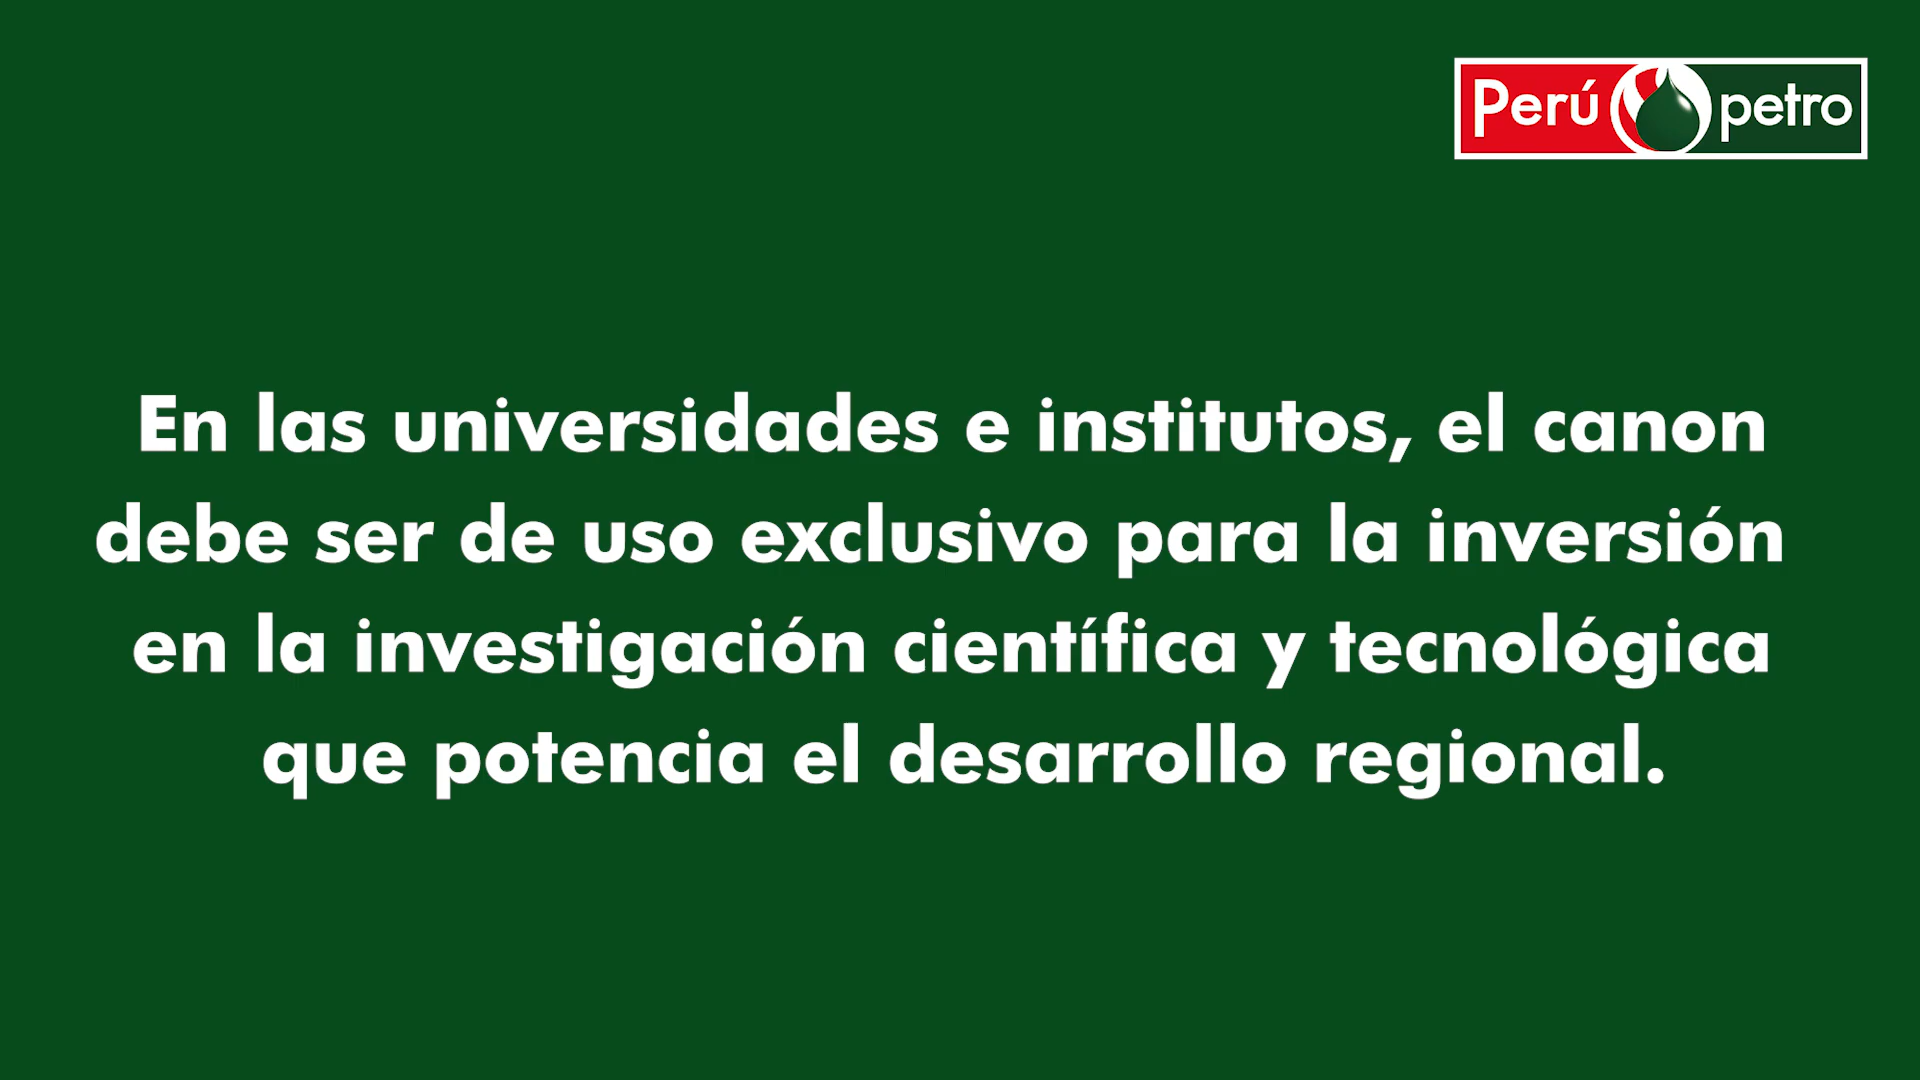 Perú petro
En las universidades e institutos, el canon
debe ser de uso exclusivo para la inversión
en la investigación científica y tecnológica
que potencia el desarrollo regional.